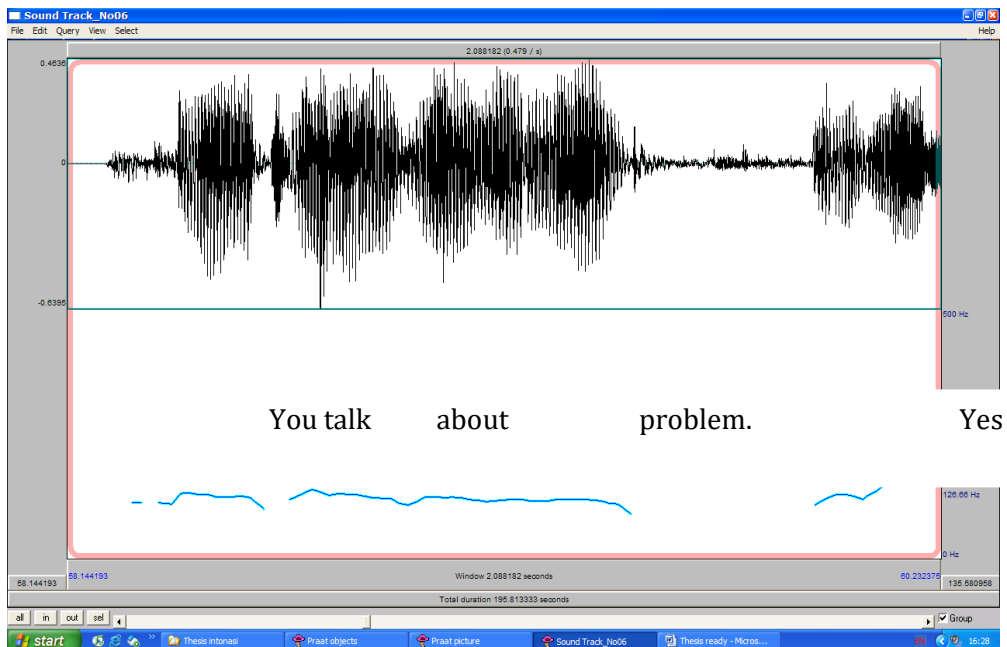 Sound Track_No06
File Edit Query View Select Help
2.088182 (0.479 / s)
0.4636
0
-0.6396
500 Hz
You talk about problem. Yes
126.66 Hz
0 Hz
58.144193 58.144193 Window 2.088182 seconds 60.232375 135.580958
Total duration 195.813333 seconds
all in out sel Group
start Thesis intonasi Praat objects Praat picture Sound Track_No06 Thesis ready - Micros... 16:28